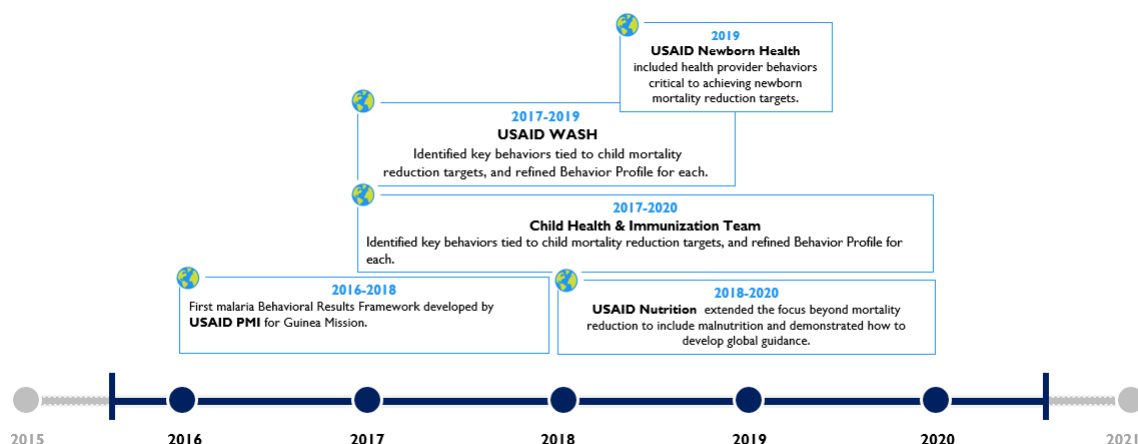 2019
USAID Newborn Health
included health provider behaviors
critical to achieving newborn
mortality reduction targets.
2017-2019
USAID WASH
Identified key behaviors tied to child mortality
reduction targets, and refined Behavior Profile for each.
2017-2020
Child Health & Immunization Team
Identified key behaviors tied to child mortality reduction targets, and refined Behavior Profile for
each.
2016-2018
First malaria Behavioral Results Framework developed by
USAID PMI for Guinea Mission.
2018-2020
USAID Nutrition extended the focus beyond mortality
reduction to include malnutrition and demonstrated how to
develop global guidance.
2015
2016
2017
2018
2019
2020
2021